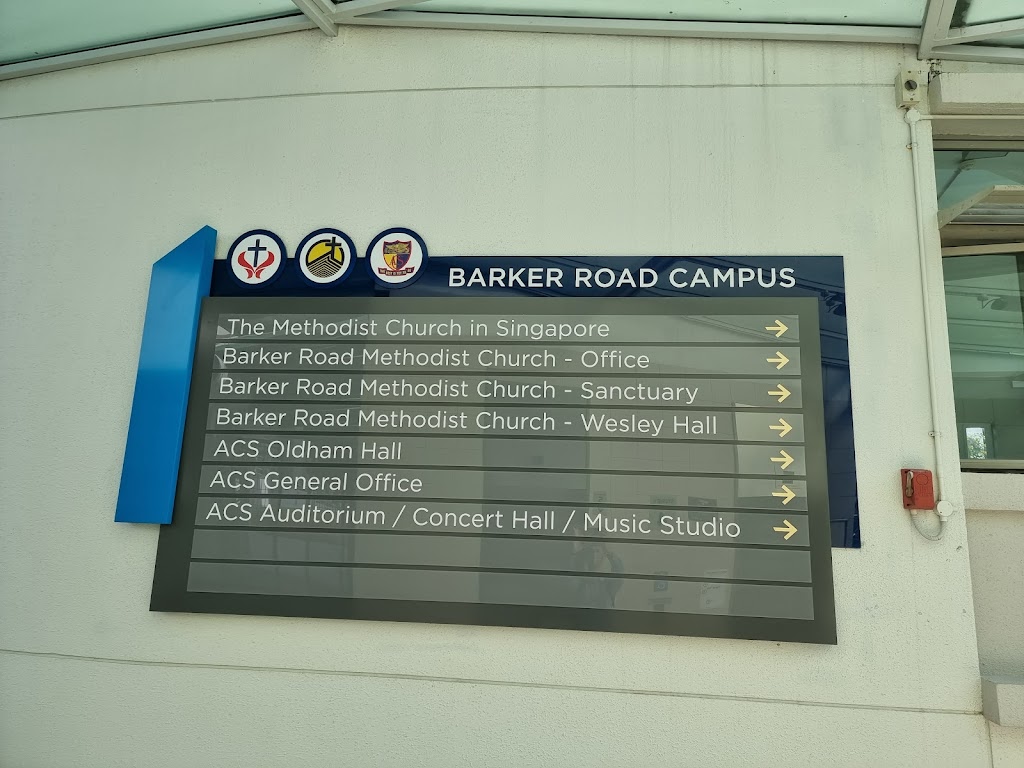 BARKER ROAD CAMPUS
The Methodist Church in Singapore →
Barker Road Methodist Church - Office →
Barker Road Methodist Church - Sanctuary →
Barker Road Methodist Church - Wesley Hall →
ACS Oldham Hall →
ACS General Office →
ACS Auditorium / Concert Hall / Music Studio →